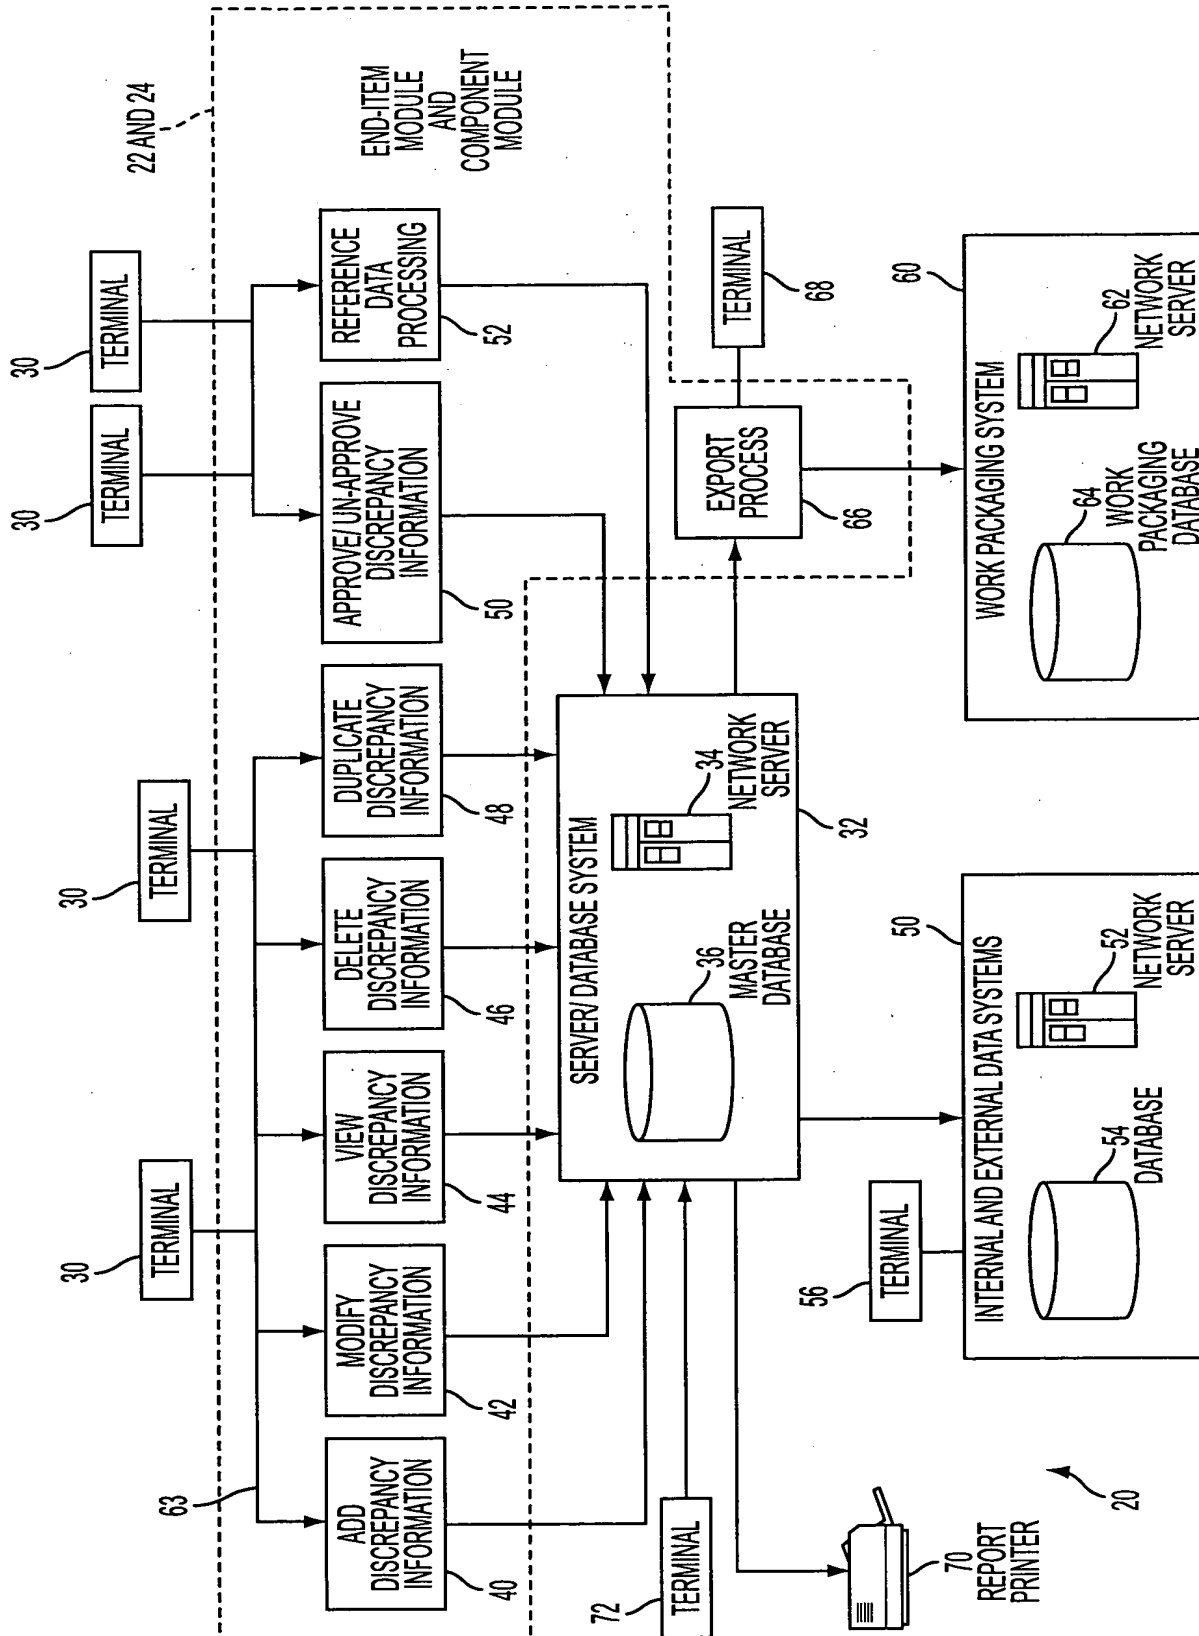 30
TERMINAL
30
TERMINAL
30
TERMINAL
30
TERMINAL
22 AND 24
63
ADD
DISCREPANCY
INFORMATION
40
MODIFY
DISCREPANCY
INFORMATION
42
VIEW
DISCREPANCY
INFORMATION
44
DELETE
DISCREPANCY
INFORMATION
46
DUPLICATE
DISCREPANCY
INFORMATION
48
APPROVE/UN-APPROVE
DISCREPANCY
INFORMATION
50
REFERENCE
DATA
PROCESSING
52
END-ITEM
MODULE
AND
COMPONENT
MODULE
72
TERMINAL
SERVER/DATABASE SYSTEM
36
MASTER
DATABASE
34
NETWORK
SERVER
32
EXPORT
PROCESS
66
TERMINAL
68
70
REPORT
PRINTER
20
56
TERMINAL
50
INTERNAL AND EXTERNAL DATA SYSTEMS
54
DATABASE
52
NETWORK
SERVER
60
WORK PACKAGING SYSTEM
64
WORK
PACKAGING
DATABASE
62
NETWORK
SERVER